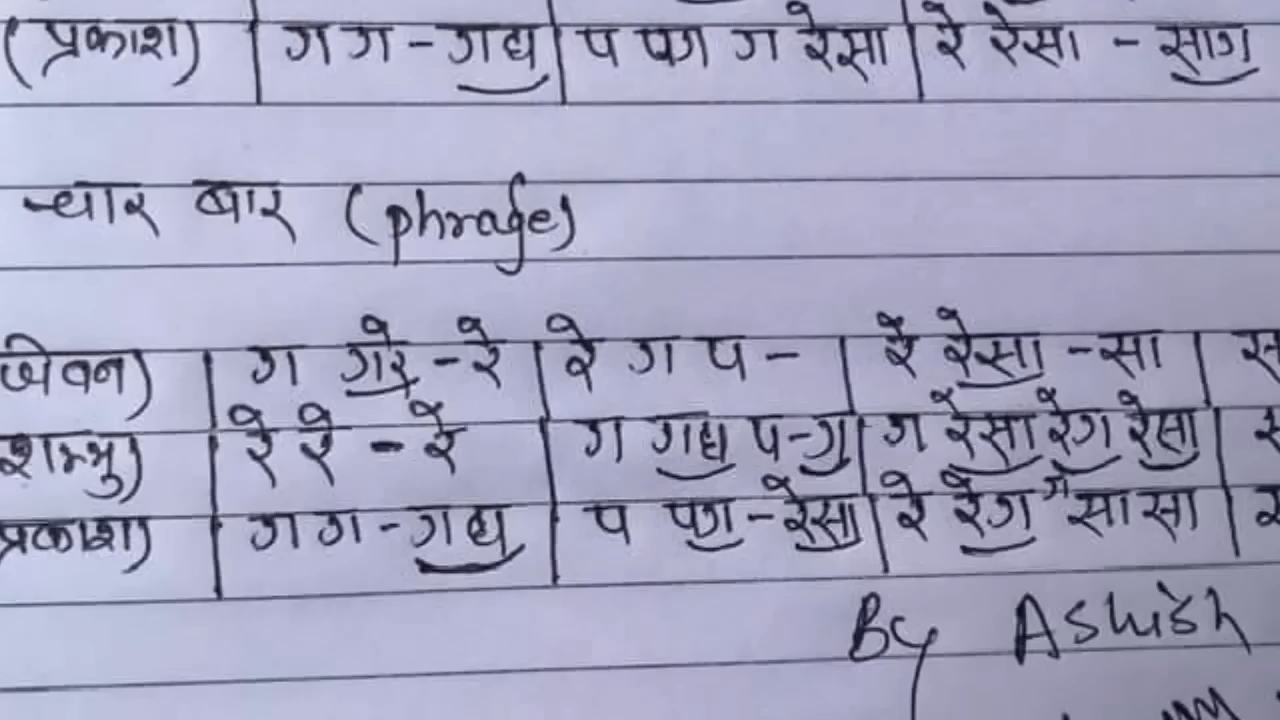 (प्रकाश) | ग ग - गध | प पग ग रेसा | रे रेसा - साग
चार बार (phrase)
जीवन) | ग गरे - रे | रे ग प - | रे रेसा - सा |
शम्भु) | रे रे - रे | ग गध प-ग | ग रेसा रेग रेसा |
प्रकाश) | ग ग - गध | प पग - रेसा | रे रेग ग सा सा |
By Ashish